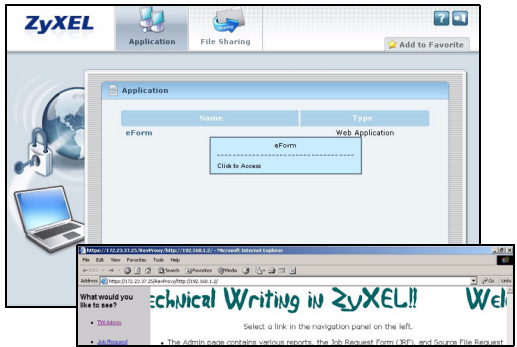 ZyXEL
Application
File Sharing
Add to Favorite
Application
Name Type
eForm Web Application
eForm
Click to Access
https://172.23.37.25/RevProxy/http://192.168.1.2/ - Microsoft Internet Explorer
File Edit View Favorites Tools Help
Search Favorites Media
Address https://172.23.37.25/RevProxy/http://192.168.1.2/ Go Links
What would you
like to see?
TW Admin
Job Request
echnical Writing in ZyXEL!! Wel
Select a link in the navigation panel on the left.
The Admin page contains various reports, the Job Request Form (JRF), and Source File Request